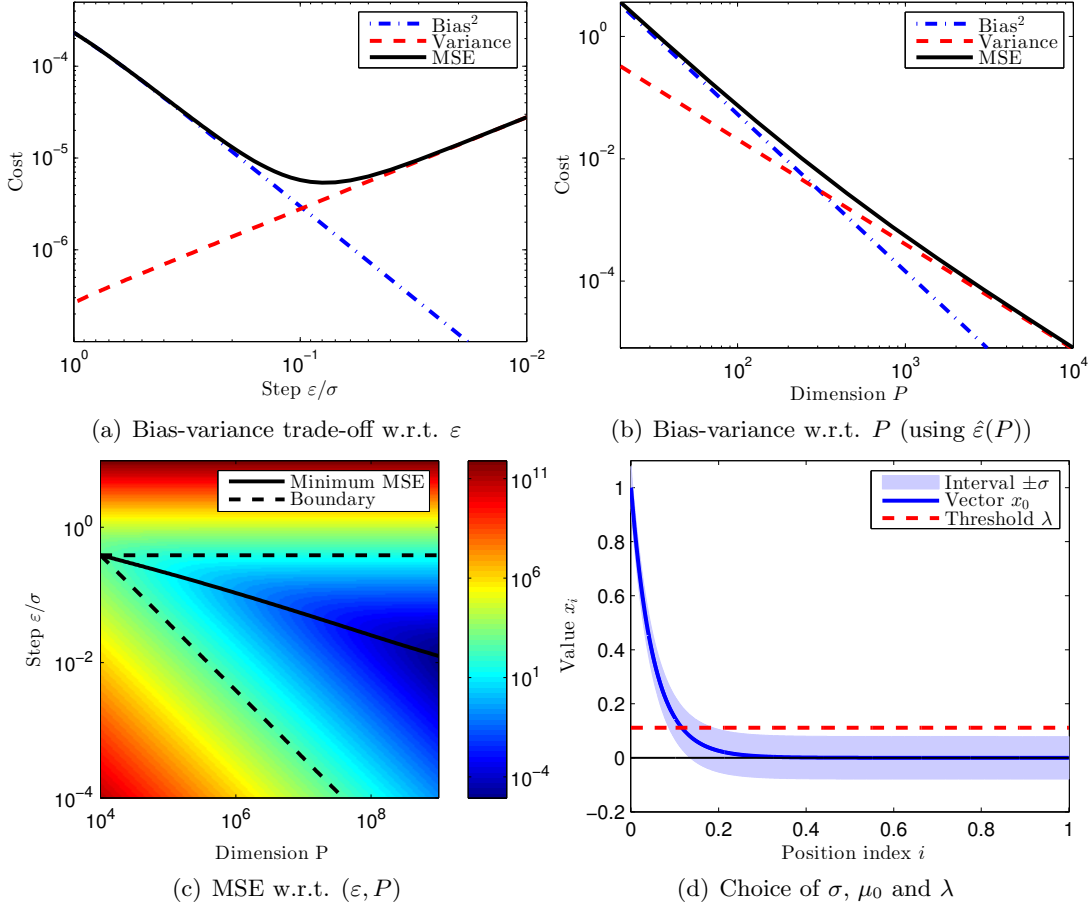 Cost
10⁻⁴
10⁻⁵
10⁻⁶
Bias²
Variance
MSE
10⁰
10⁻¹
10⁻²
Step ε/σ
(a) Bias-variance trade-off w.r.t. ε
Cost
10⁰
10⁻²
10⁻⁴
Bias²
Variance
MSE
10²
10³
10⁴
Dimension P
(b) Bias-variance w.r.t. P (using ε̂(P))
Step ε/σ
10⁰
10⁻²
10⁻⁴
Minimum MSE
Boundary
10⁴
10⁶
10⁸
Dimension P
10¹¹
10⁷
10¹
10⁻⁴
(c) MSE w.r.t. (ε, P)
Value xᵢ
1
0.8
0.6
0.4
0.2
0
−0.2
Interval ±σ
Vector x₀
Threshold λ
0
0.2
0.4
0.6
0.8
1
Position index i
(d) Choice of σ, μ₀ and λ